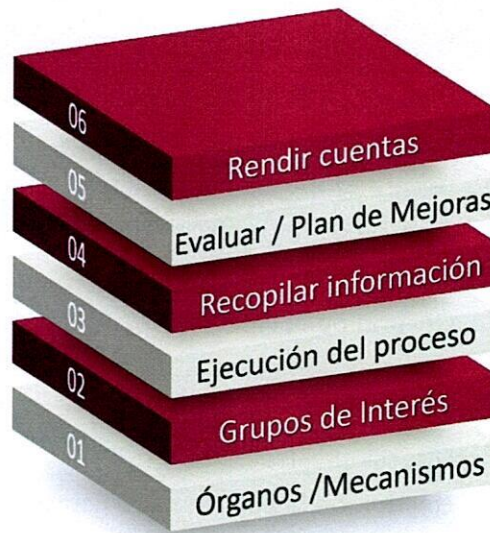 06
Rendir cuentas
05
Evaluar / Plan de Mejoras
04
Recopilar información
03
Ejecución del proceso
02
Grupos de Interés
01
Órganos /Mecanismos